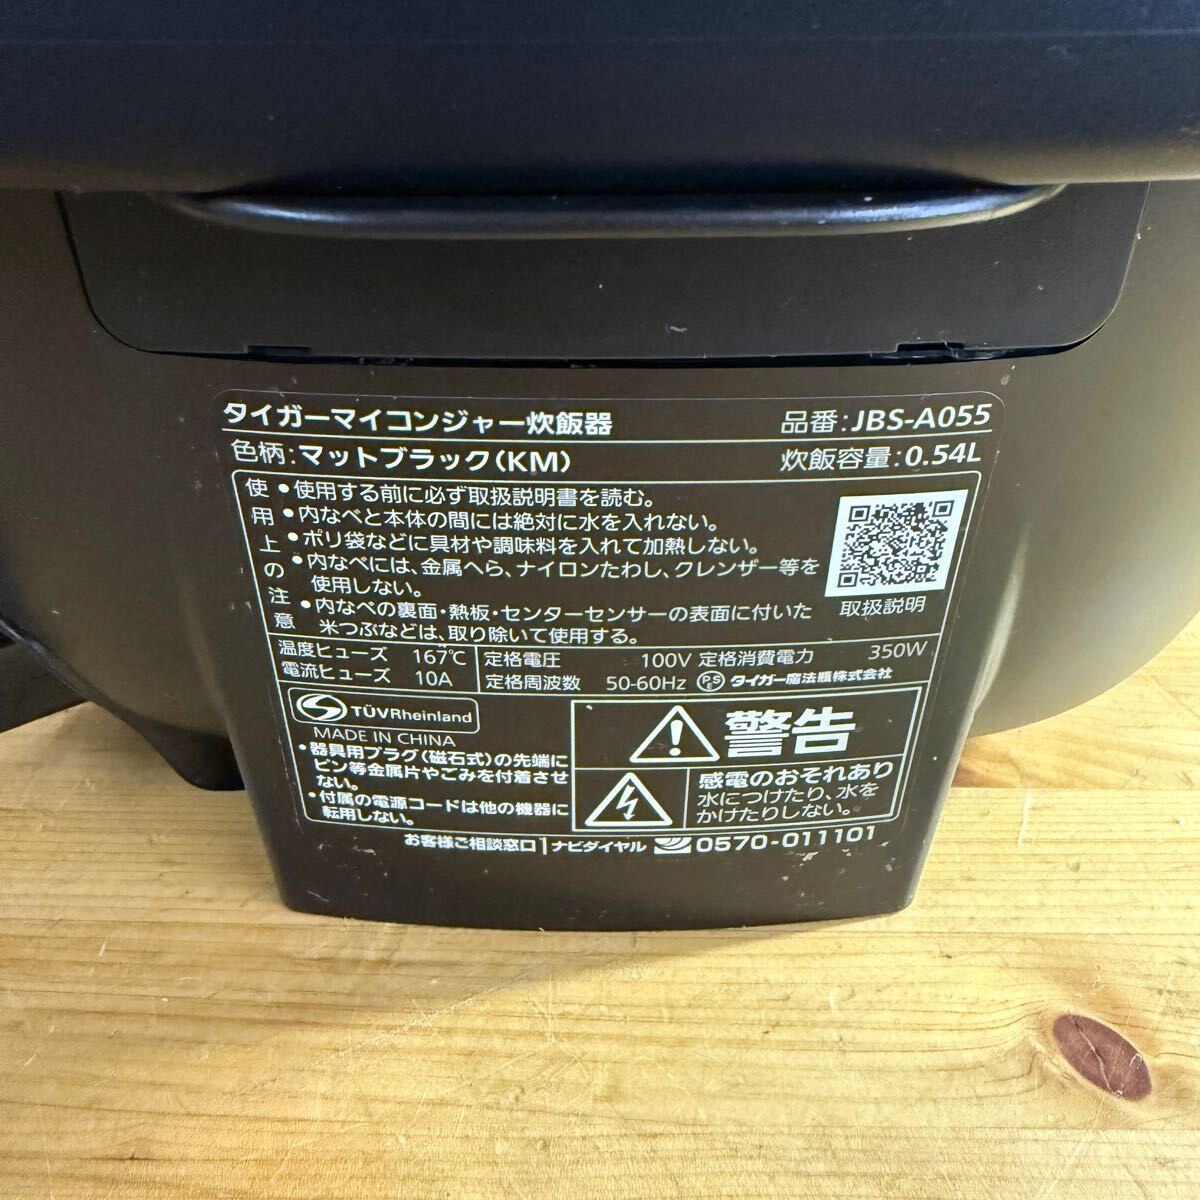 タイガーマイコンジャー炊飯器 品番:JBS-A055
色柄:マットブラック(KM) 炊飯容量:0.54L
使用上の注意
•使用する前に必ず取扱説明書を読む。
•内なべと本体の間には絶対に水を入れない。
•ポリ袋などに具材や調味料を入れて加熱しない。
•内なべには、金属へら、ナイロンたわし、クレンザー等を
使用しない。
•内なべの裏面・熱板・センターセンサーの表面に付いた
米つぶなどは、取り除いて使用する。
取扱説明
温度ヒューズ 167℃ 定格電圧 100V 定格消費電力 350W
電流ヒューズ 10A 定格周波数 50-60Hz PSE タイガー魔法瓶株式会社
TÜVRheinland
MADE IN CHINA
•器具用プラグ(磁石式)の先端に
ピン等金属片やごみを付着させ
ない。
•付属の電源コードは他の機器に
転用しない。
警告
感電のおそれあり
水につけたり、水を
かけたりしない。
お客様ご相談窓口|ナビダイヤル 0570-011101